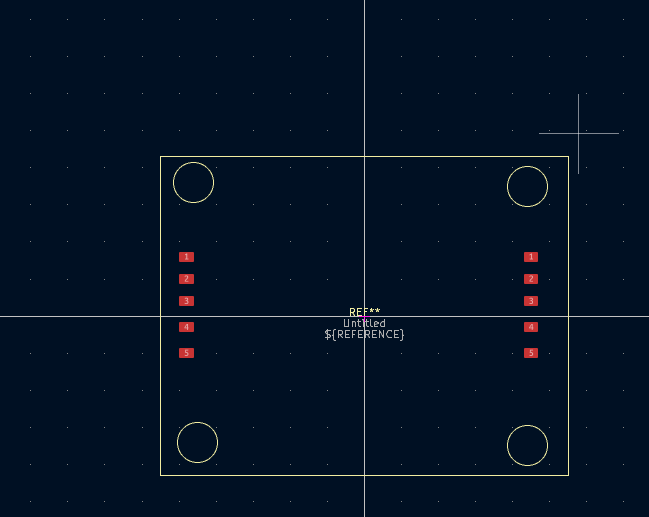 1 1
2 2
3 3
REF**
Untitled
4 4
${REFERENCE}
5 5